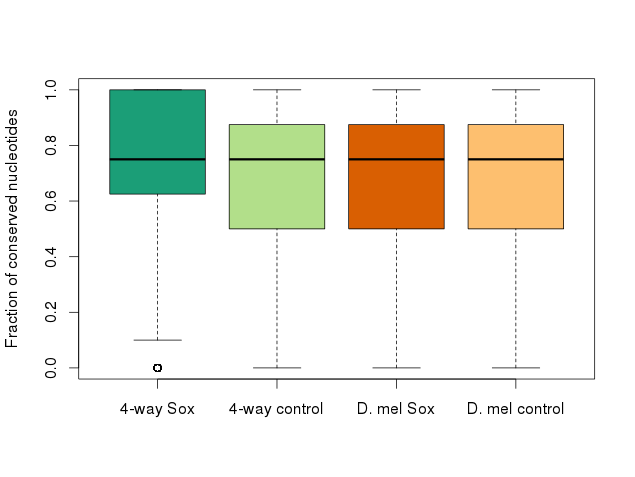 Fraction of conserved nucleotides
1.0
0.8
0.6
0.4
0.2
0.0
4-way Sox
4-way control
D. mel Sox
D. mel control